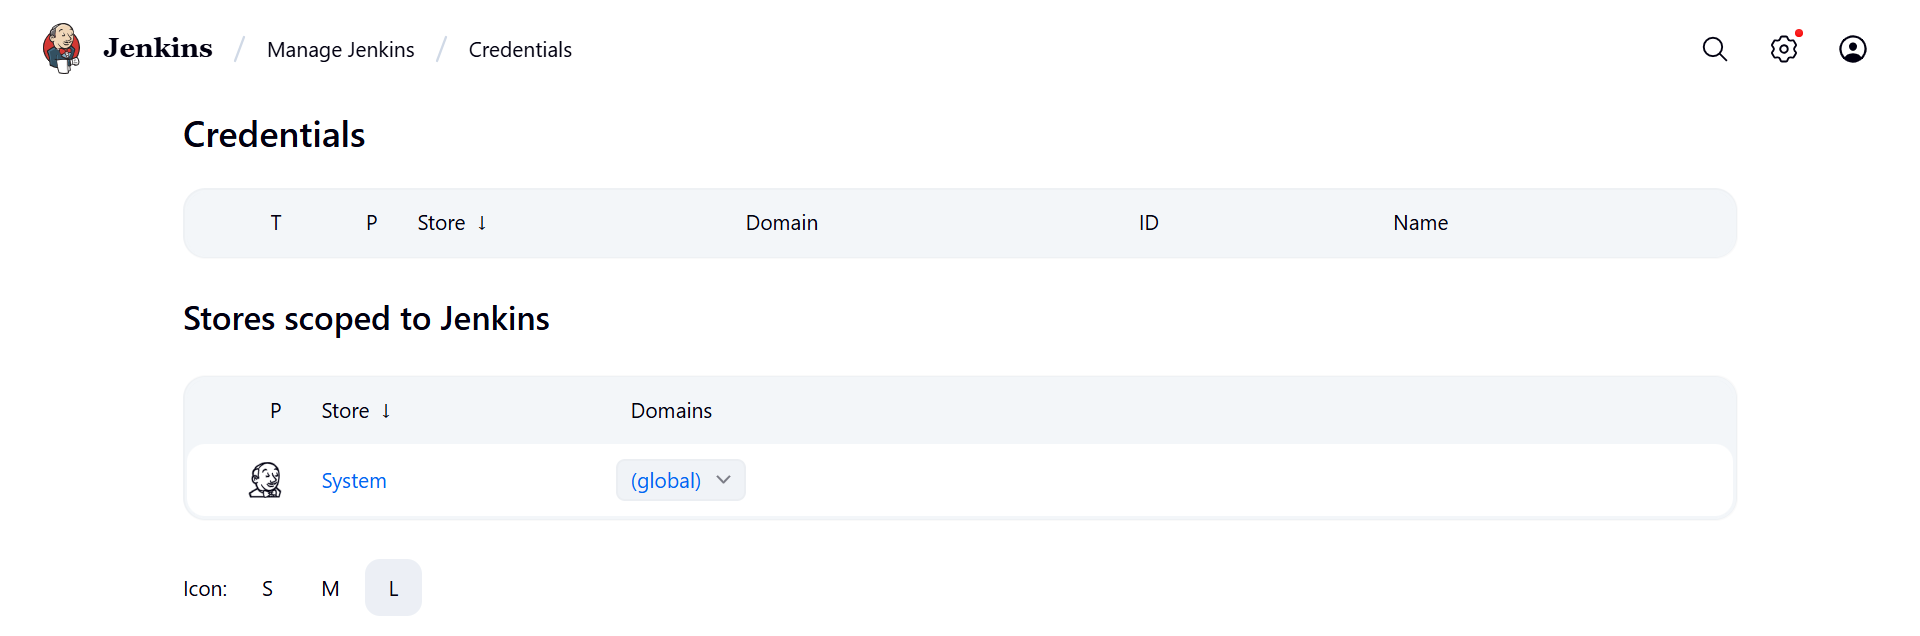 Jenkins / Manage Jenkins / Credentials
Credentials
T P Store ↓ Domain ID Name
Stores scoped to Jenkins
P Store ↓ Domains
System (global)
Icon: S M L